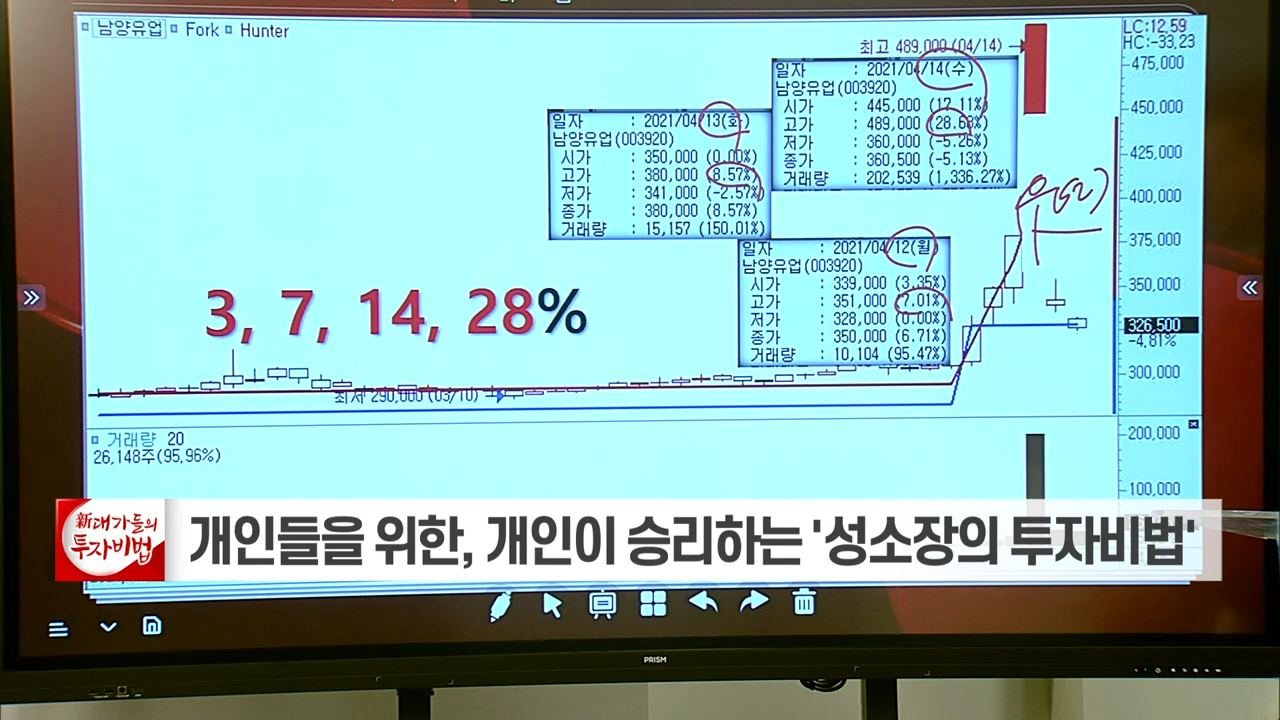 남양유업 Fork Hunter
LC:12,59
HC:-33,23
최고 489,000 (04/14)
475,000
450,000
425,000
400,000
375,000
350,000
326,500
-4,81%
300,000
일자 : 2021/04/14(수)
남양유업(003920)
시가 : 445,000 (17.11%)
고가 : 489,000 (28.68%)
저가 : 360,000 (-5.26%)
종가 : 360,500 (-5.13%)
거래량 : 202,539 (1,336.27%)
일자 : 2021/04/13(화)
남양유업(003920)
시가 : 350,000 (0.00%)
고가 : 380,000 (8.57%)
저가 : 341,000 (-2.57%)
종가 : 380,000 (8.57%)
거래량 : 15,157 (150.01%)
일자 : 2021/04/12(월)
남양유업(003920)
시가 : 339,000 (3.35%)
고가 : 351,000 (7.01%)
저가 : 328,000 (0.00%)
종가 : 350,000 (6.71%)
거래량 : 10,104 (95.47%)
3, 7, 14, 28%
최저 290,000 (03/10)
거래량 20
26,148주(95,96%)
200,000
100,000
新대가들의
투자비법
개인들을 위한, 개인이 승리하는 '성소장의 투자비법'
PRISM